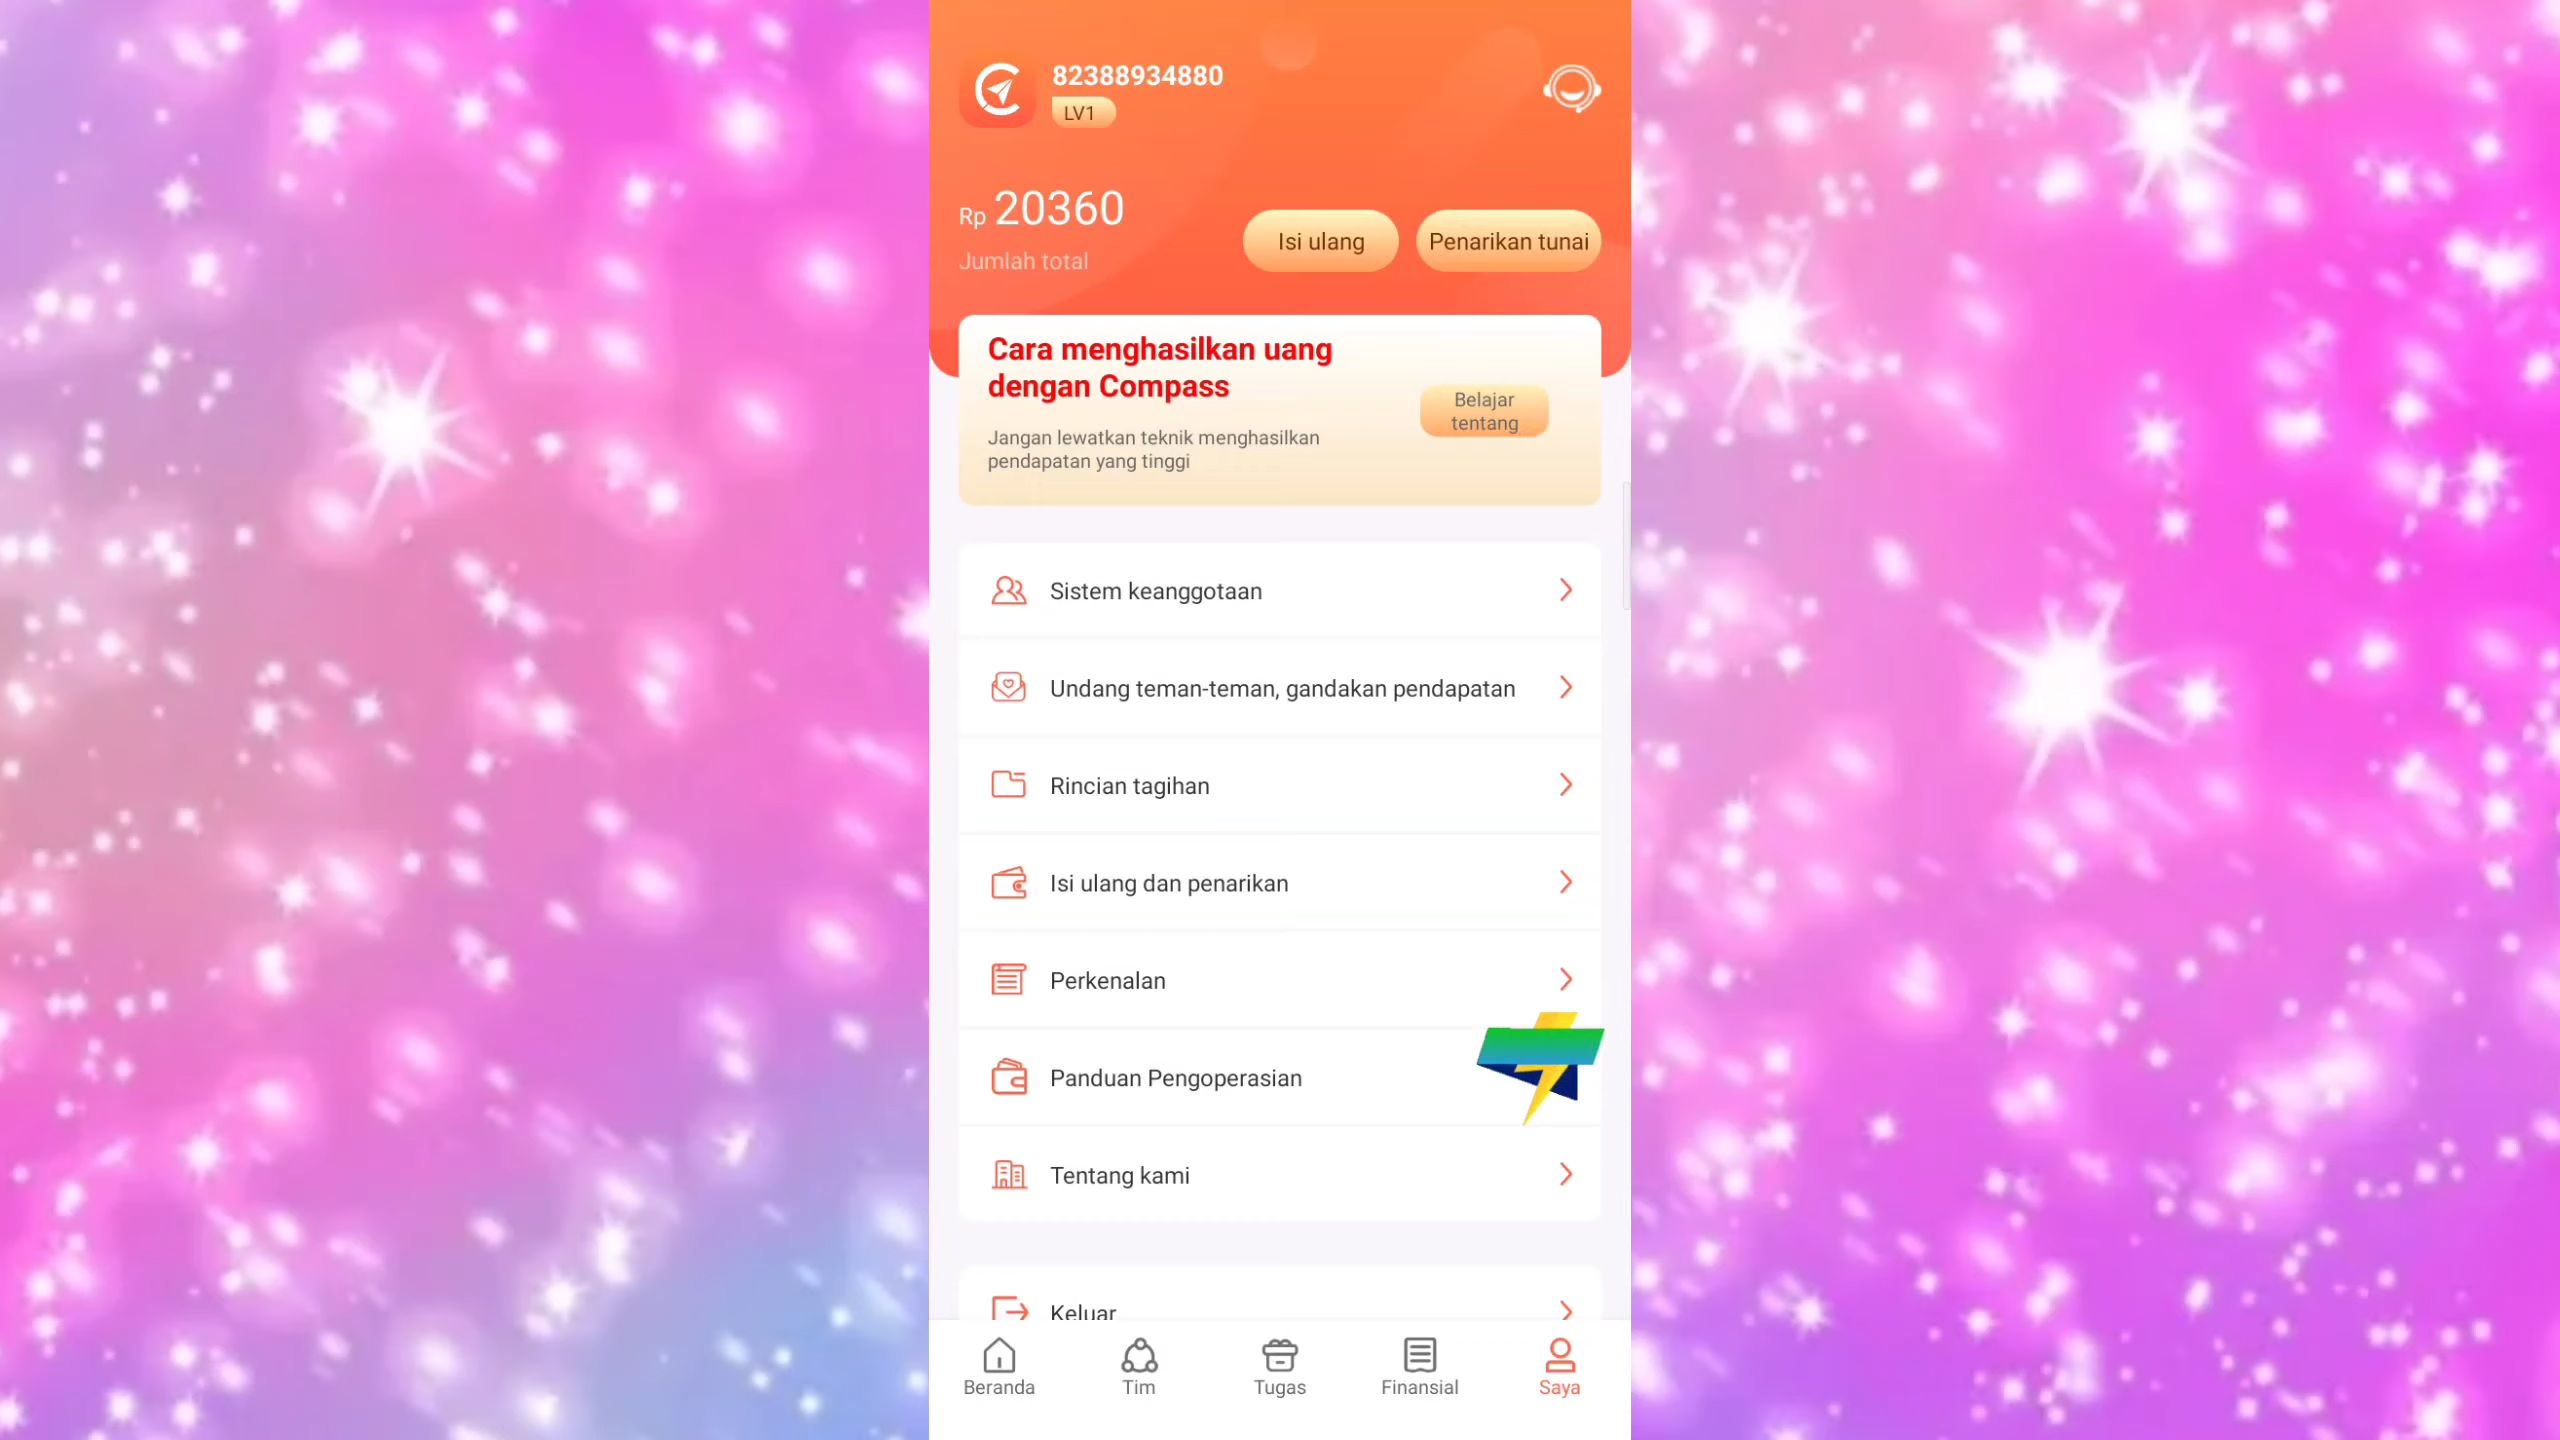 82388934880
LV1
Rp 20360
Jumlah total
Isi ulang
Penarikan tunai
Cara menghasilkan uang
dengan Compass
Jangan lewatkan teknik menghasilkan
pendapatan yang tinggi
Belajar
tentang
Sistem keanggotaan
Undang teman-teman, gandakan pendapatan
Rincian tagihan
Isi ulang dan penarikan
Perkenalan
Panduan Pengoperasian
Tentang kami
Keluar
Beranda
Tim
Tugas
Finansial
Saya